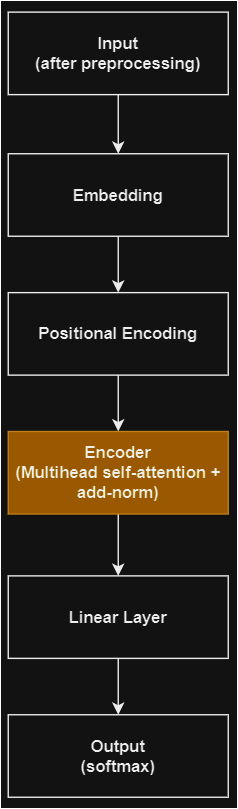 Input
(after preprocessing)
Embedding
Positional Encoding
Encoder
(Multihead self-attention +
add-norm)
Linear Layer
Output
(softmax)